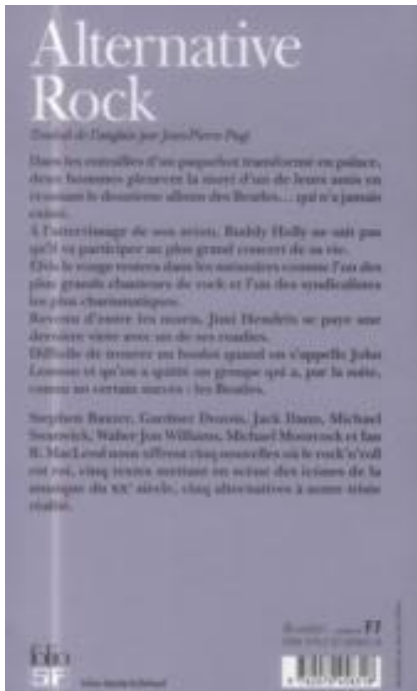 Alternative
Rock
(Traduit de l'anglais par Jean-Pierre Pugi
Dans les entrailles d'un paquebot transformé en palace,
deux hommes pleurent la mort d'un de leurs amis en
écoutant le douzième album des Beatles... qui n'a jamais
existé.
À l'atterrissage de son avion, Buddy Holly ne sait pas
qu'il va participer au plus grand concert de sa vie.
Elvis le rouge restera dans les mémoires comme l'un des
plus grands chanteurs de rock et l'un des syndicalistes
les plus charismatiques.
Revenu d'entre les morts, Jimi Hendrix se paye une
dernière virée avec un de ses roadies.
Difficile de trouver un boulot quand on s'appelle John
Lennon et qu'on a quitté un groupe qui a, par la suite,
connu un certain succès : les Beatles.
Stephen Baxter, Gardner Dozois, Jack Dann, Michael
Swanwick, Walter Jon Williams, Michael Moorcock et Ian
R. MacLeod nous offrent cinq nouvelles où le rock'n'roll
est roi, cinq textes mettant en scène des icônes de la
musique du XXe siècle, cinq alternatives à notre triste
réalité.
folio
SF